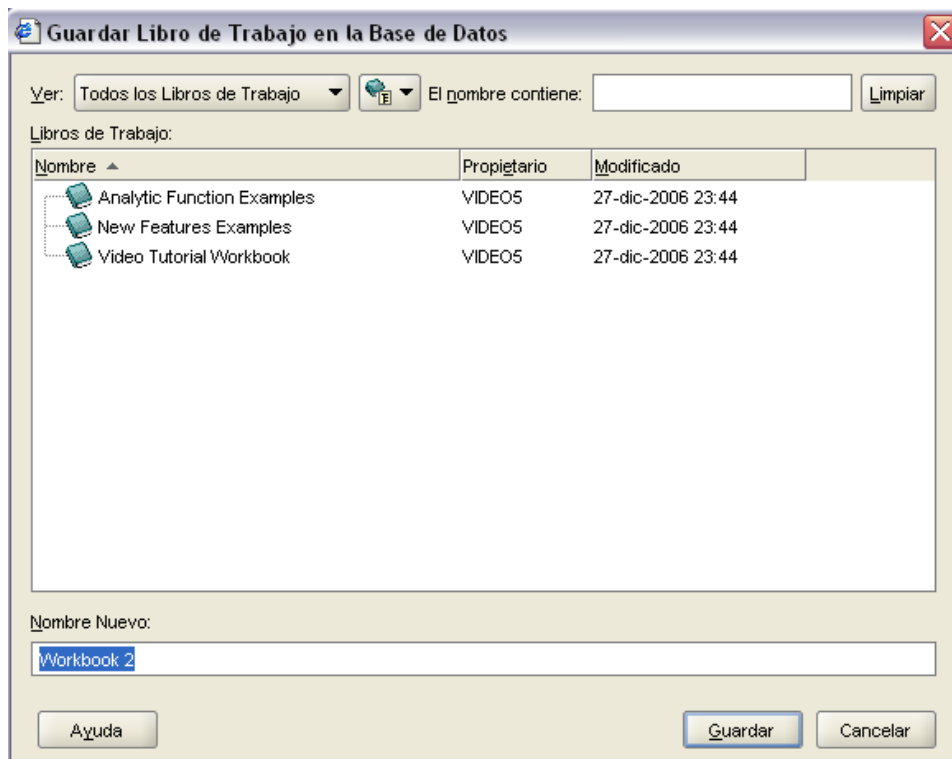 Guardar Libro de Trabajo en la Base de Datos
Ver: Todos los Libros de Trabajo E El nombre contiene: Limpiar
Libros de Trabajo:
Nombre Propietario Modificado
Analytic Function Examples VIDEO5 27-dic-2006 23:44
New Features Examples VIDEO5 27-dic-2006 23:44
Video Tutorial Workbook VIDEO5 27-dic-2006 23:44
Nombre Nuevo:
Workbook 2
Ayuda Guardar Cancelar